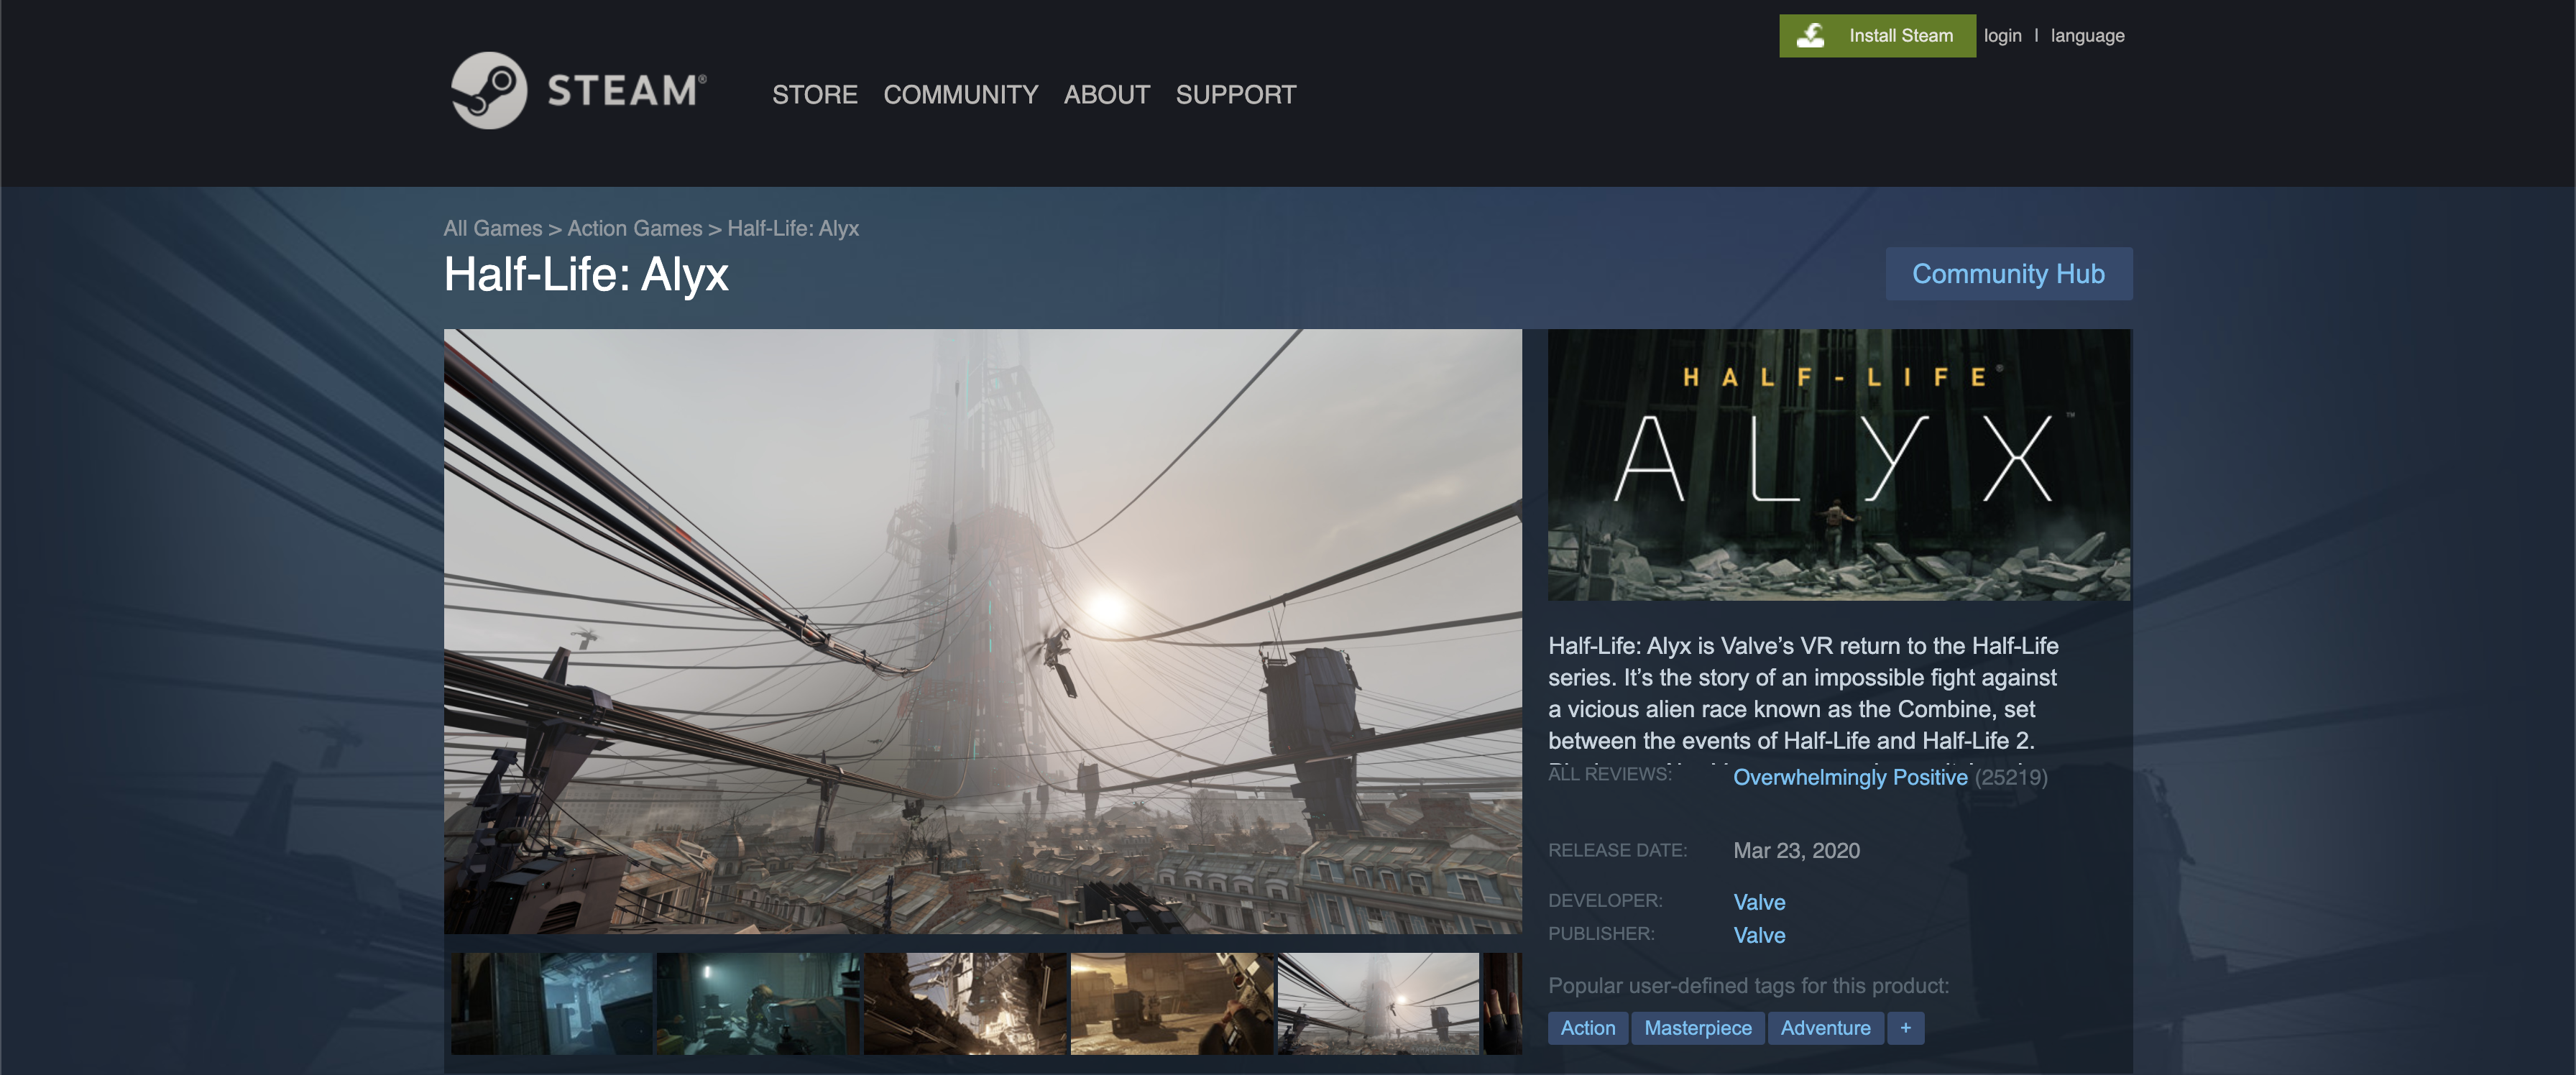 Install Steam login | language
STEAM®
STORE COMMUNITY ABOUT SUPPORT
All Games > Action Games > Half-Life: Alyx
Half-Life: Alyx
Community Hub
HALF-LIFE®
ALYX™
Half-Life: Alyx is Valve’s VR return to the Half-Life
series. It’s the story of an impossible fight against
a vicious alien race known as the Combine, set
between the events of Half-Life and Half-Life 2.
ALL REVIEWS: Overwhelmingly Positive (25219)
RELEASE DATE: Mar 23, 2020
DEVELOPER: Valve
PUBLISHER: Valve
Popular user-defined tags for this product:
Action Masterpiece Adventure +